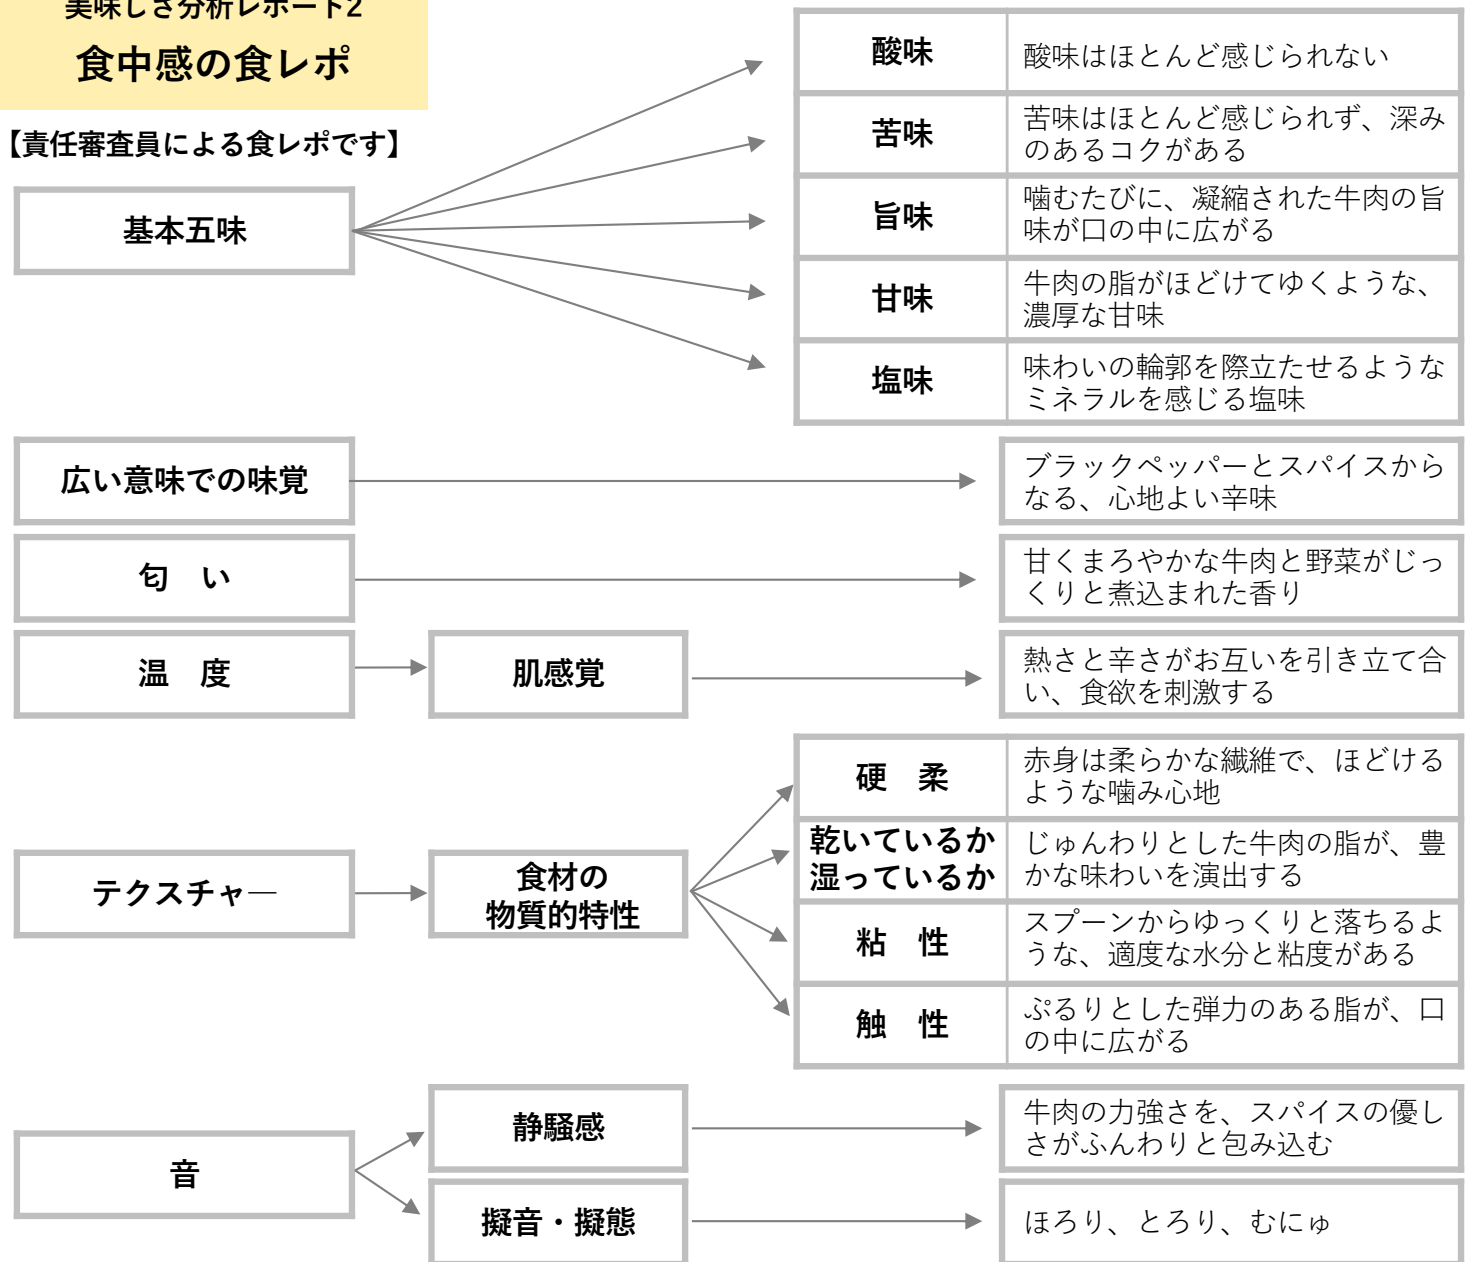 美味しさ分析レポート2
食中感の食レポ
【責任審査員による食レポです】
基本五味
酸味
酸味はほとんど感じられない
苦味
苦味はほとんど感じられず、深み
のあるコクがある
旨味
噛むたびに、凝縮された牛肉の旨
味が口の中に広がる
甘味
牛肉の脂がほどけてゆくような、
濃厚な甘味
塩味
味わいの輪郭を際立たせるような
ミネラルを感じる塩味
広い意味での味覚
ブラックペッパーとスパイスから
なる、心地よい辛味
匂　い
甘くまろやかな牛肉と野菜がじっ
くりと煮込まれた香り
温　度
肌感覚
熱さと辛さがお互いを引き立て合
い、食欲を刺激する
テクスチャ―
食材の
物質的特性
硬　柔
赤身は柔らかな繊維で、ほどける
ような噛み心地
乾いているか
湿っているか
じゅんわりとした牛肉の脂が、豊
かな味わいを演出する
粘　性
スプーンからゆっくりと落ちるよ
うな、適度な水分と粘度がある
触　性
ぷるりとした弾力のある脂が、口
の中に広がる
音
静騒感
牛肉の力強さを、スパイスの優し
さがふんわりと包み込む
擬音・擬態
ほろり、とろり、むにゅ